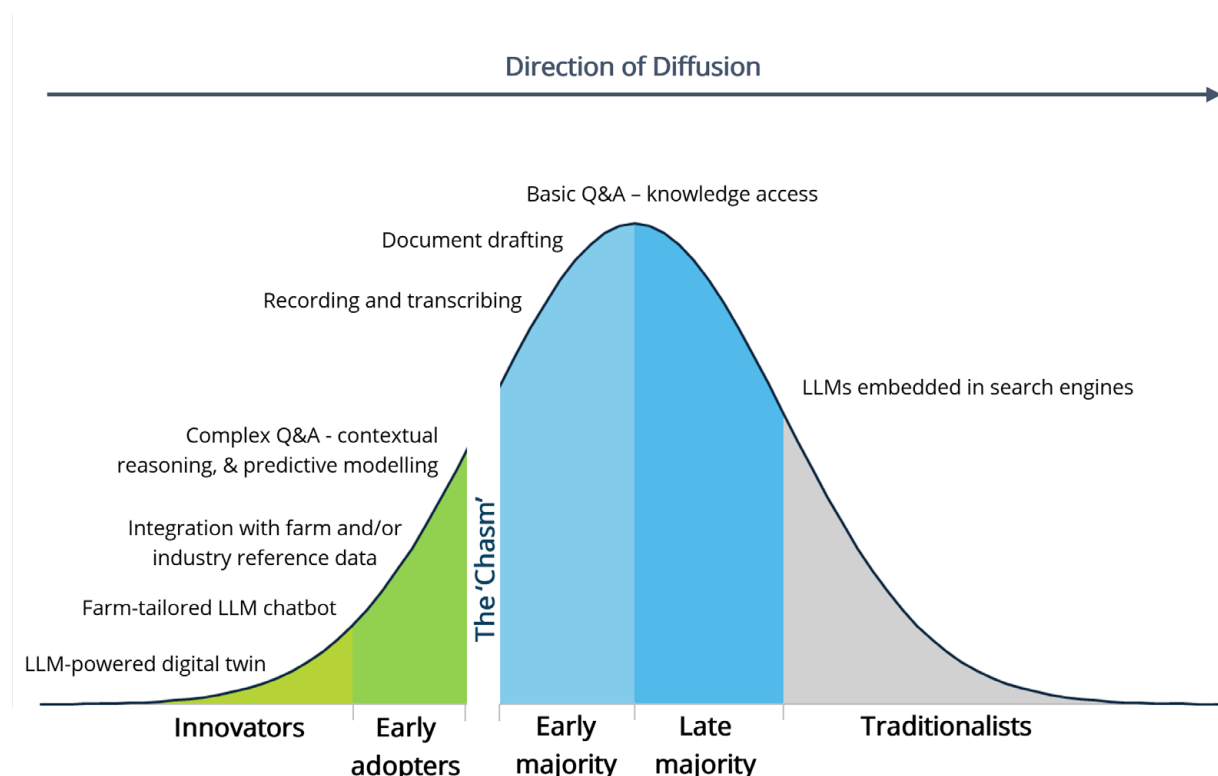 Direction of Diffusion
Basic Q&A – knowledge access
Document drafting
Recording and transcribing
LLMs embedded in search engines
Complex Q&A - contextual
reasoning, & predictive modelling
Integration with farm and/or
industry reference data
Farm-tailored LLM chatbot
LLM-powered digital twin
The ‘Chasm’
Innovators
Early
adopters
Early
majority
Late
majority
Traditionalists